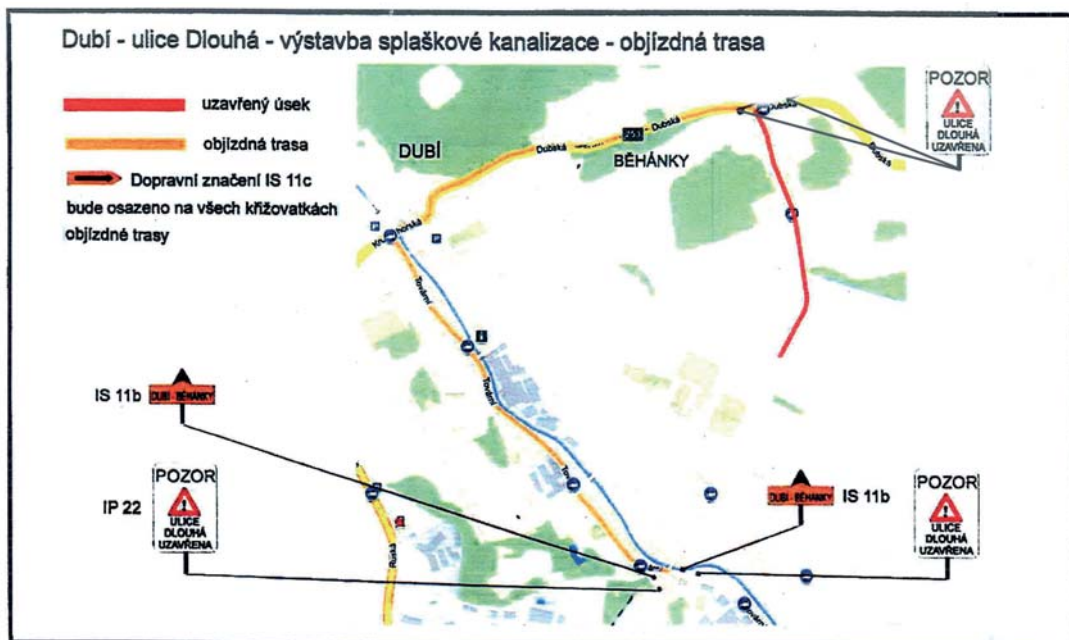 Dubí - ulice Dlouhá - výstavba splaškové kanalizace - objízdná trasa
uzavřený úsek
objízdná trasa
Dopravní značení IS 11c
bude osazeno na všech křižovatkách
objízdné trasy
POZOR
ULICE
DLOUHÁ
UZAVŘENA
DUBÍ
BĚHÁNKY
253
Dubská
Dubská
Dubská
Dubská
Tovární
Tovární
Ruská
Tovární
IS 11b
DUBÍ - BĚHÁNKY
IP 22
POZOR
ULICE
DLOUHÁ
UZAVŘENA
DUBÍ - BĚHÁNKY
IS 11b
POZOR
ULICE
DLOUHÁ
UZAVŘENA